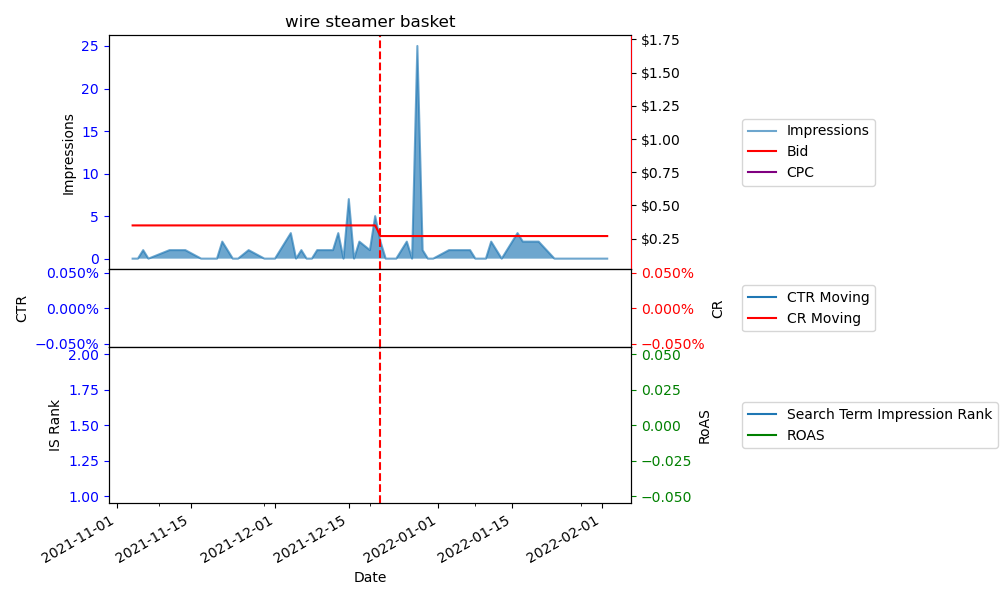 wire steamer basket
25
20
15
10
5
0
Impressions
$1.75
$1.50
$1.25
$1.00
$0.75
$0.50
$0.25
Impressions
Bid
CPC
0.050%
0.000%
−0.050%
CTR
0.050%
0.000%
−0.050%
CR
CTR Moving
CR Moving
2.00
1.75
1.50
1.25
1.00
IS Rank
0.050
0.025
0.000
−0.025
−0.050
RoAS
Search Term Impression Rank
ROAS
2021-11-01
2021-11-15
2021-12-01
2021-12-15
2022-01-01
2022-01-15
2022-02-01
Date